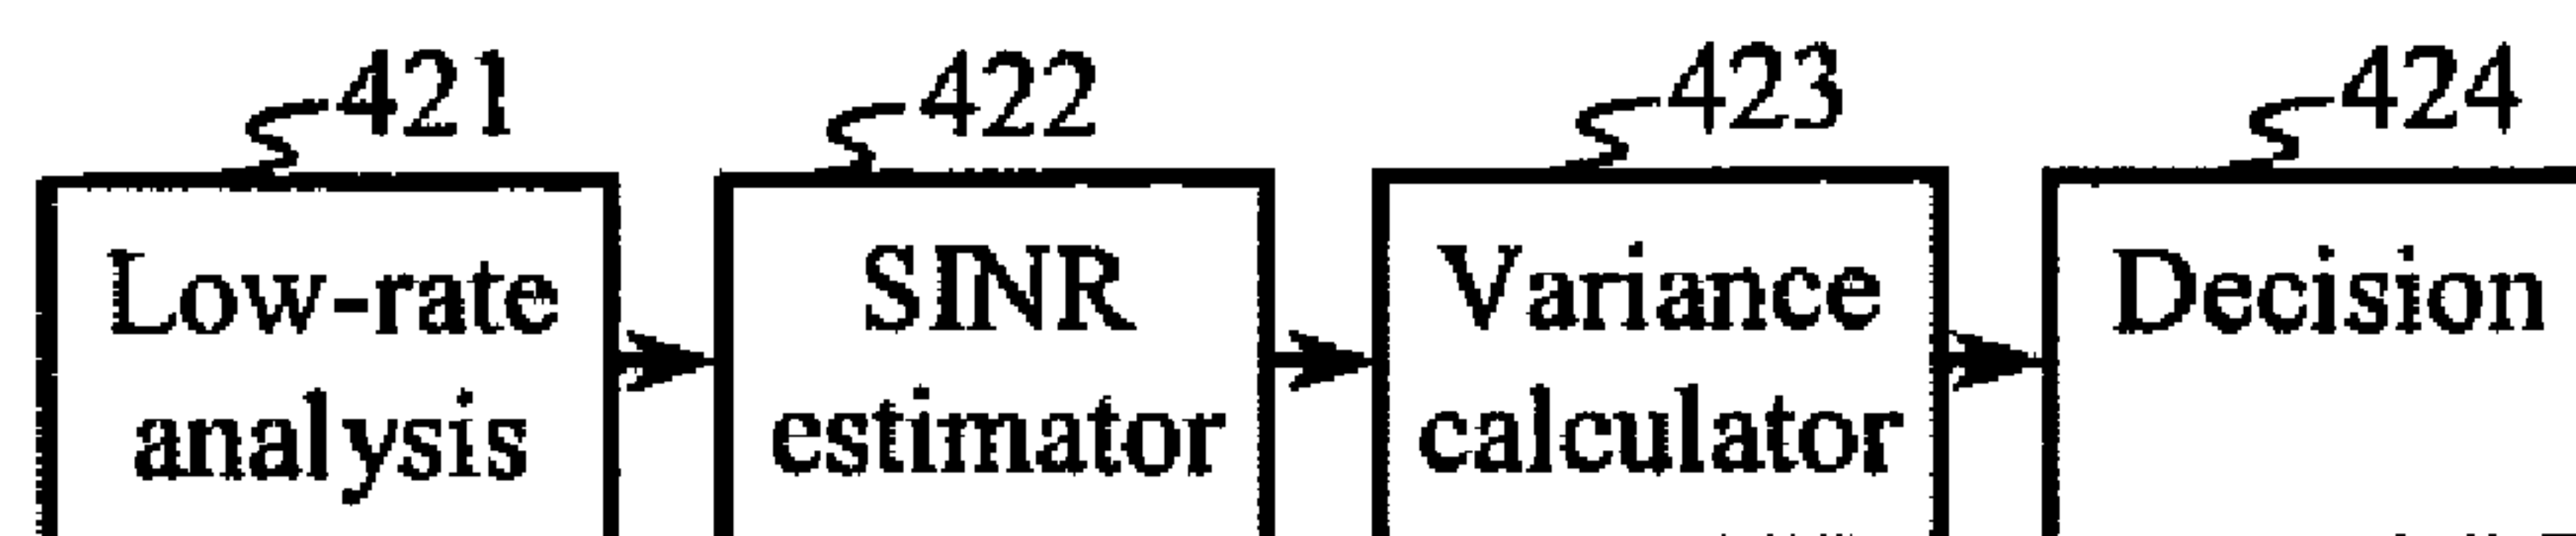 421 422 423 424
Low-rate
analysis
SINR
estimator
Variance
calculator
Decision